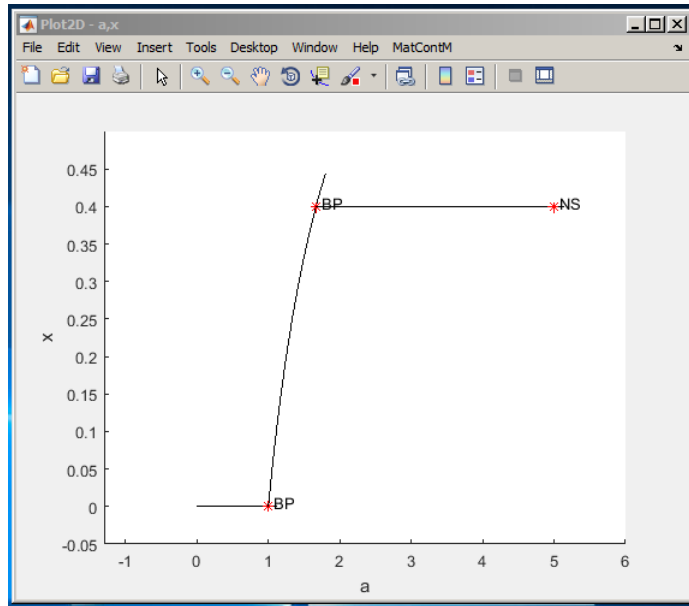 Plot2D - a,x
File Edit View Insert Tools Desktop Window Help MatContM
0.45
0.4
0.35
0.3
0.25
0.2
0.15
0.1
0.05
0
-0.05
x
BP
NS
BP
-1 0 1 2 3 4 5 6
a